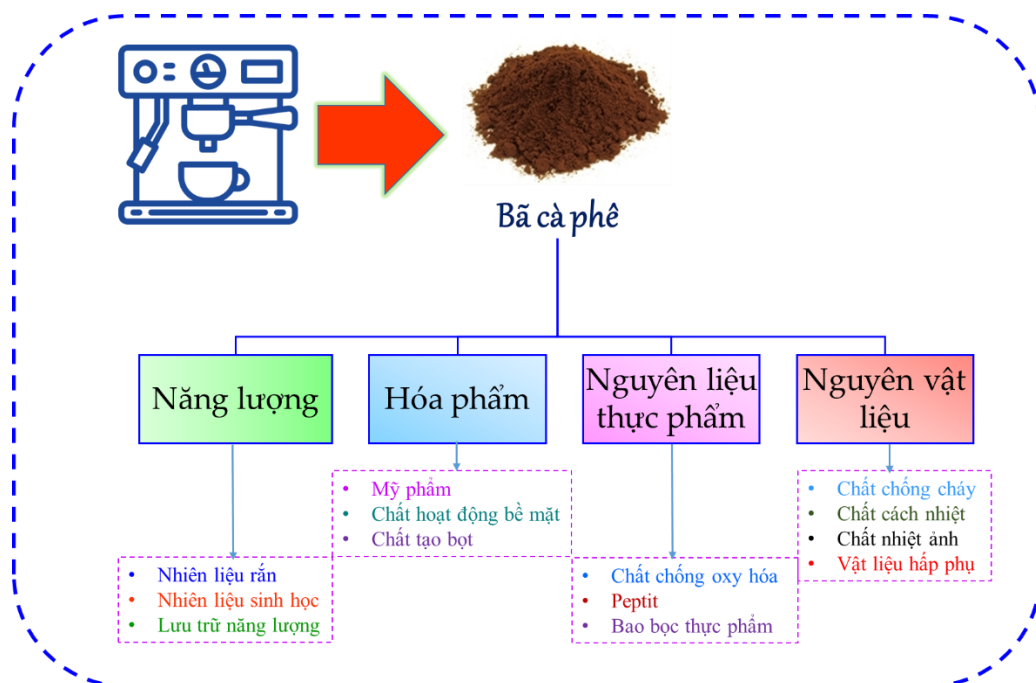 Bã cà phê
Năng lượng
Hóa phẩm
Nguyên liệu
thực phẩm
Nguyên vật
liệu
• Mỹ phẩm
• Chất hoạt động bề mặt
• Chất tạo bọt
• Chất chống cháy
• Chất cách nhiệt
• Chất nhiệt ảnh
• Vật liệu hấp phụ
• Nhiên liệu rắn
• Nhiên liệu sinh học
• Lưu trữ năng lượng
• Chất chống oxy hóa
• Peptit
• Bao bọc thực phẩm